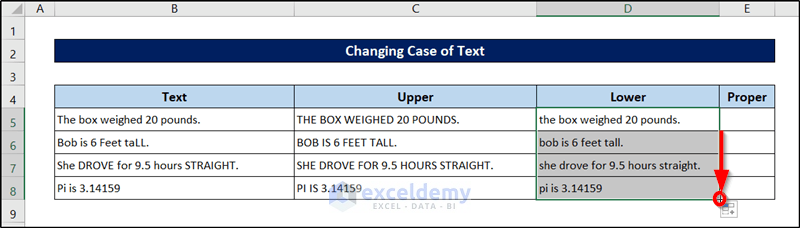 A B C D E
1
2 Changing Case of Text
3
4 Text Upper Lower Proper
5 The box weighed 20 pounds. THE BOX WEIGHED 20 POUNDS. the box weighed 20 pounds.
6 Bob is 6 Feet taLL. BOB IS 6 FEET TALL. bob is 6 feet tall.
7 She DROVE for 9.5 hours STRAIGHT. SHE DROVE FOR 9.5 HOURS STRAIGHT. she drove for 9.5 hours straight.
8 Pi is 3.14159 PI IS 3.14159 pi is 3.14159
exceldemy
9
EXCEL - DATA - BI